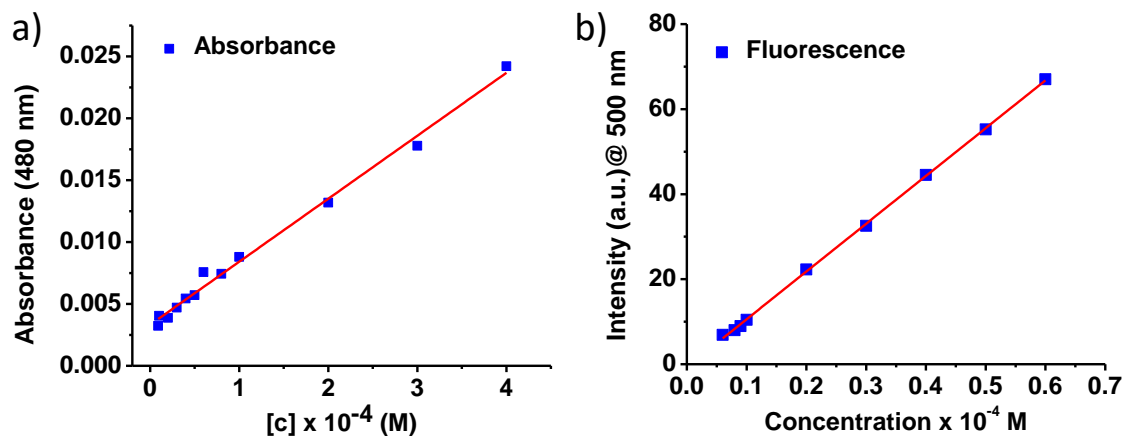 a)
Absorbance
Absorbance (480 nm)
0.025
0.020
0.015
0.010
0.005
0.000
0 1 2 3 4
[c] x 10⁻⁴ (M)
b)
Fluorescence
Intensity (a.u.)@ 500 nm
80
60
40
20
0
0.0 0.1 0.2 0.3 0.4 0.5 0.6 0.7
Concentration x 10⁻⁴ M